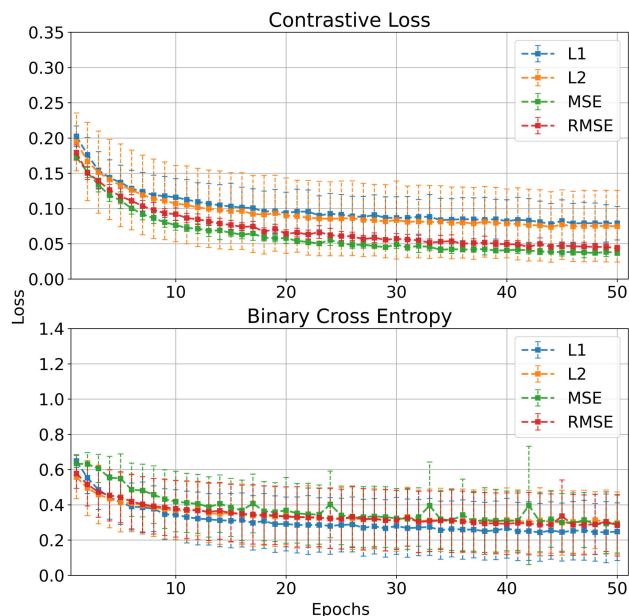 Contrastive Loss
0.35
0.30
0.25
0.20
0.15
0.10
0.05
0.00
L1
L2
MSE
RMSE
10 20 30 40 50
Loss
Binary Cross Entropy
1.4
1.2
1.0
0.8
0.6
0.4
0.2
0.0
L1
L2
MSE
RMSE
10 20 30 40 50
Epochs